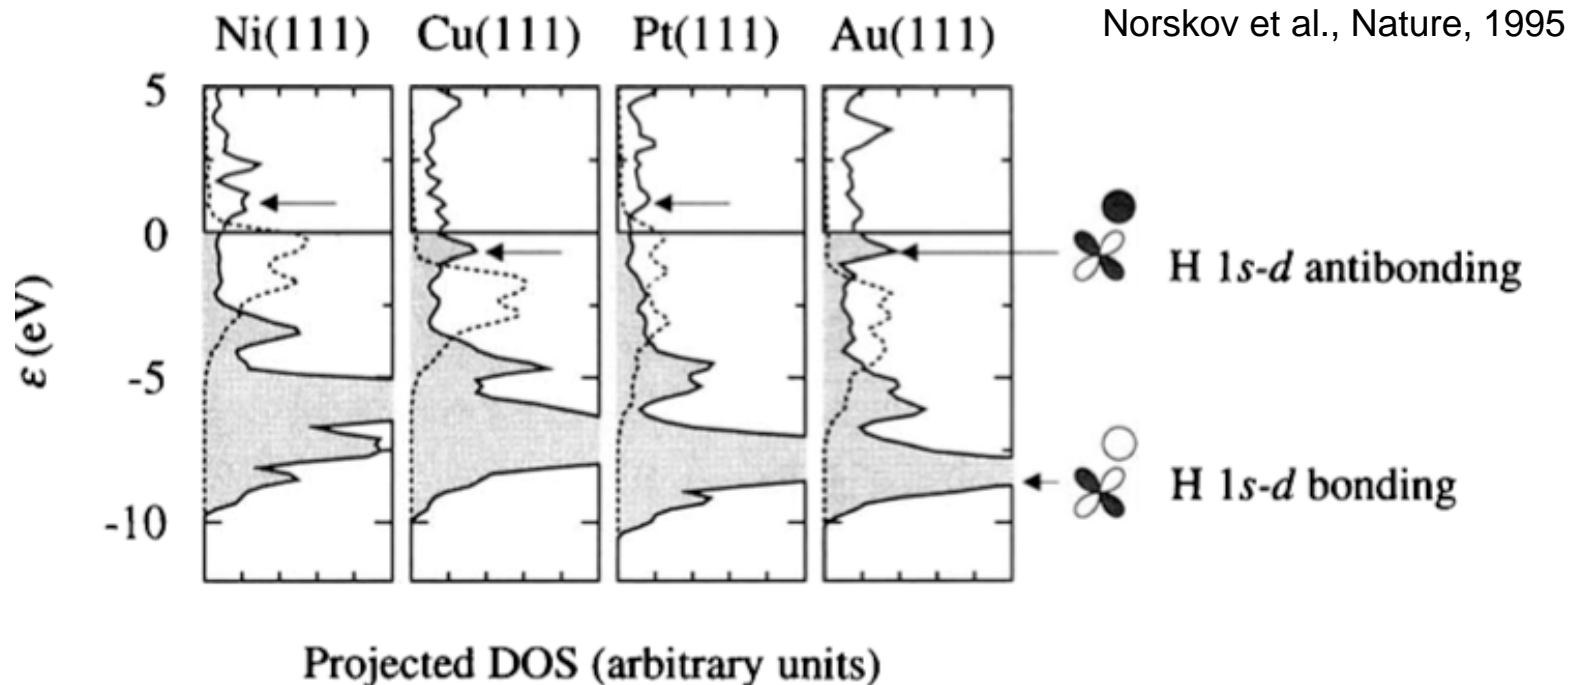 Norskov et al., Nature, 1995
Ni(111) Cu(111) Pt(111) Au(111)
5
0
-5
-10
ε (eV)
H 1s-d antibonding
H 1s-d bonding
Projected DOS (arbitrary units)